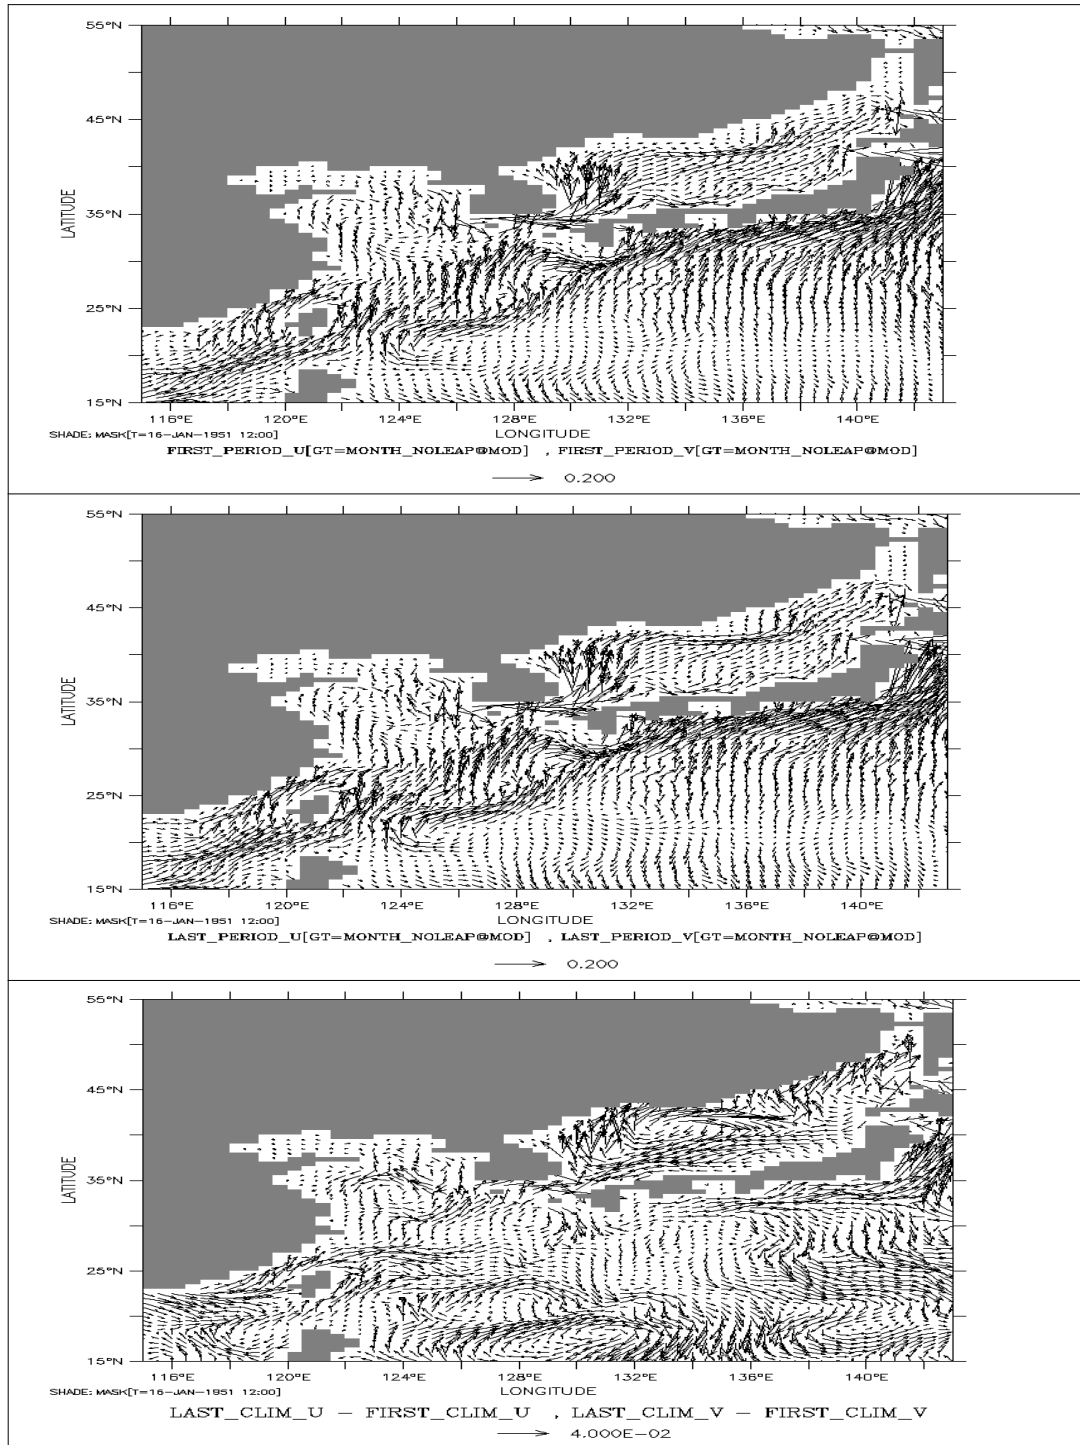 55°N
45°N
35°N
25°N
15°N
LATITUDE
116°E 120°E 124°E 128°E 132°E 136°E 140°E
SHADE: MASK[T=16-JAN-1951 12:00] LONGITUDE
FIRST_PERIOD_U[GT=MONTH_NOLEAP@MOD] , FIRST_PERIOD_V[GT=MONTH_NOLEAP@MOD]
0.200
55°N
45°N
35°N
25°N
15°N
LATITUDE
116°E 120°E 124°E 128°E 132°E 136°E 140°E
SHADE: MASK[T=16-JAN-1951 12:00] LONGITUDE
LAST_PERIOD_U[GT=MONTH_NOLEAP@MOD] , LAST_PERIOD_V[GT=MONTH_NOLEAP@MOD]
0.200
55°N
45°N
35°N
25°N
15°N
LATITUDE
116°E 120°E 124°E 128°E 132°E 136°E 140°E
SHADE: MASK[T=16-JAN-1951 12:00] LONGITUDE
LAST_CLIM_U - FIRST_CLIM_U , LAST_CLIM_V - FIRST_CLIM_V
4.000E-02